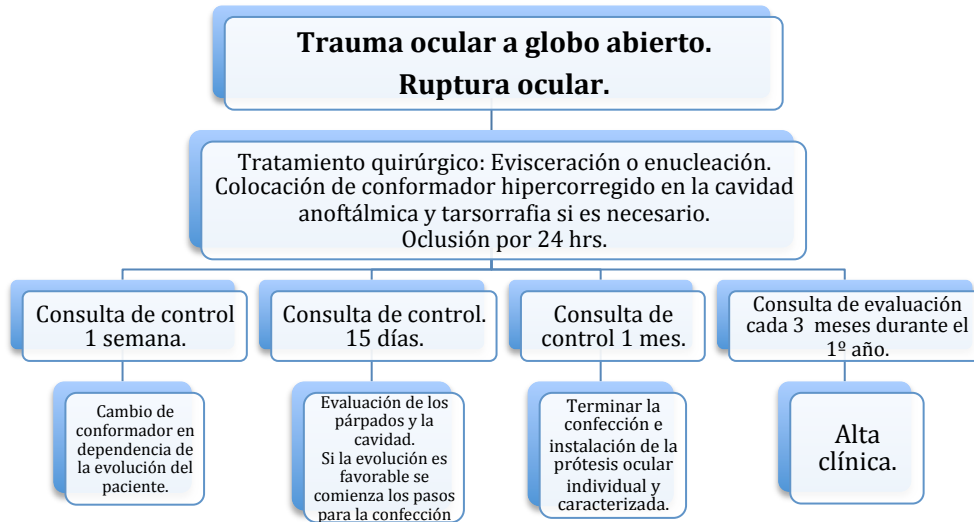 Trauma ocular a globo abierto.
Ruptura ocular.
Tratamiento quirúrgico: Evisceración o enucleación.
Colocación de conformador hipercorregido en la cavidad
anoftálmica y tarsorrafia si es necesario.
Oclusión por 24 hrs.
Consulta de control
1 semana.
Consulta de control.
15 días.
Consulta de
control 1 mes.
Consulta de evaluación
cada 3 meses durante el
1º año.
Cambio de
conformador en
dependencia de
la evolución del
paciente.
Evaluación de los
párpados y la
cavidad.
Si la evolución es
favorable se
comienza los pasos
para la confección
Terminar la
confección e
instalación de la
prótesis ocular
individual y
caracterizada.
Alta
clínica.